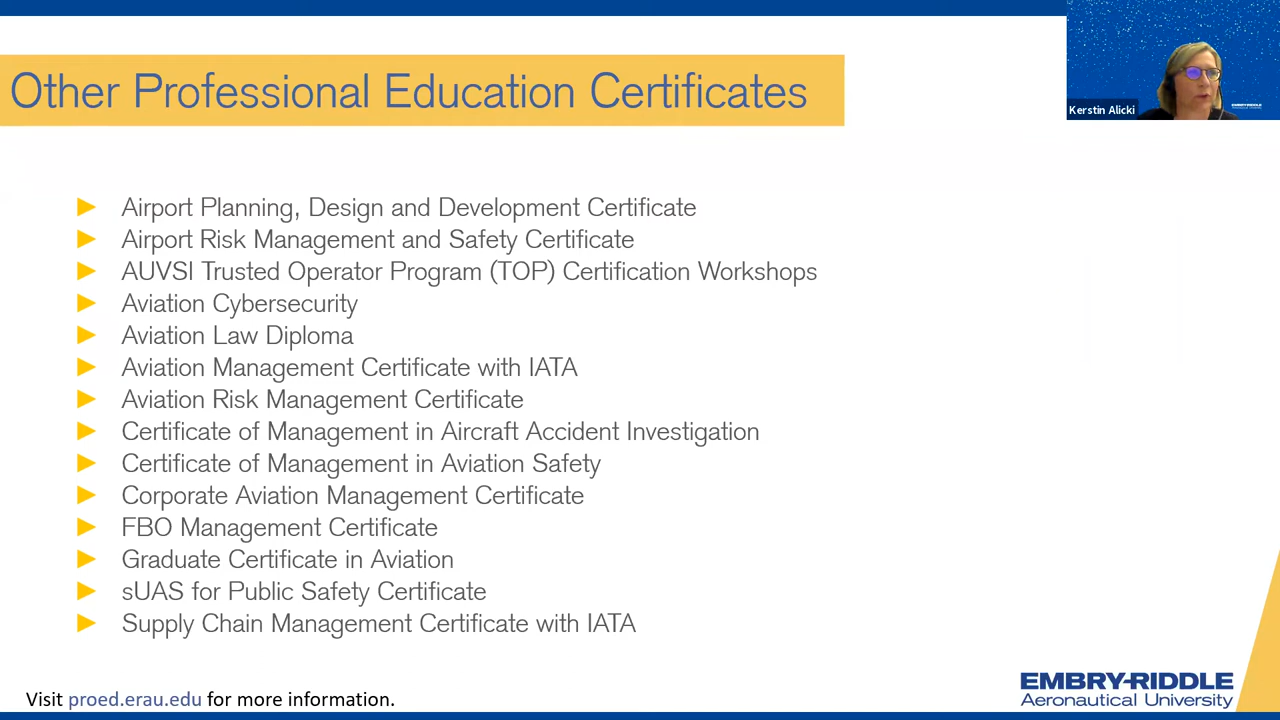 Other Professional Education Certificates
Kerstin Alicki
Airport Planning, Design and Development Certificate
Airport Risk Management and Safety Certificate
AUVSI Trusted Operator Program (TOP) Certification Workshops
Aviation Cybersecurity
Aviation Law Diploma
Aviation Management Certificate with IATA
Aviation Risk Management Certificate
Certificate of Management in Aircraft Accident Investigation
Certificate of Management in Aviation Safety
Corporate Aviation Management Certificate
FBO Management Certificate
Graduate Certificate in Aviation
sUAS for Public Safety Certificate
Supply Chain Management Certificate with IATA
Visit proed.erau.edu for more information.
EMBRY-RIDDLE
Aeronautical University
EMBRY-RIDDLE